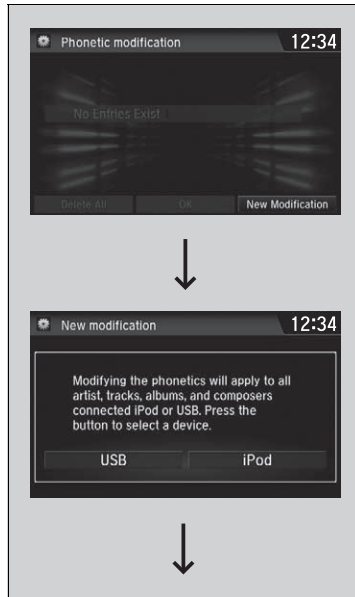 Phonetic modification 12:34
No Entries Exist
Delete All OK New Modification
New modification 12:34
Modifying the phonetics will apply to all
artist, tracks, albums, and composers
connected iPod or USB. Press the
button to select a device.
USB iPod